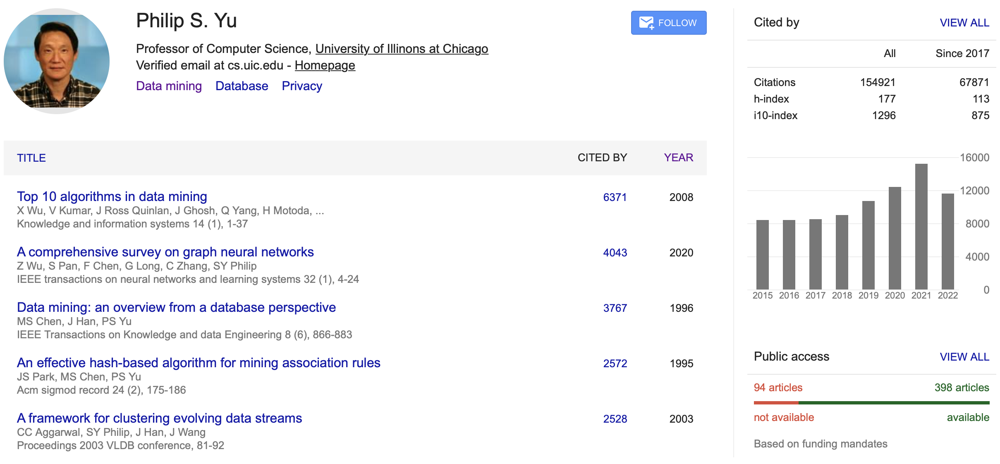 Philip S. Yu
FOLLOW
Professor of Computer Science, University of Illinons at Chicago
Verified email at cs.uic.edu - Homepage
Data mining Database Privacy
TITLE CITED BY YEAR
Top 10 algorithms in data mining 6371 2008
X Wu, V Kumar, J Ross Quinlan, J Ghosh, Q Yang, H Motoda, ...
Knowledge and information systems 14 (1), 1-37
A comprehensive survey on graph neural networks 4043 2020
Z Wu, S Pan, F Chen, G Long, C Zhang, SY Philip
IEEE transactions on neural networks and learning systems 32 (1), 4-24
Data mining: an overview from a database perspective 3767 1996
MS Chen, J Han, PS Yu
IEEE Transactions on Knowledge and data Engineering 8 (6), 866-883
An effective hash-based algorithm for mining association rules 2572 1995
JS Park, MS Chen, PS Yu
Acm sigmod record 24 (2), 175-186
A framework for clustering evolving data streams 2528 2003
CC Aggarwal, SY Philip, J Han, J Wang
Proceedings 2003 VLDB conference, 81-92
Cited by VIEW ALL
All Since 2017
Citations 154921 67871
h-index 177 113
i10-index 1296 875
16000
12000
8000
4000
0
2015 2016 2017 2018 2019 2020 2021 2022
Public access VIEW ALL
94 articles 398 articles
not available available
Based on funding mandates